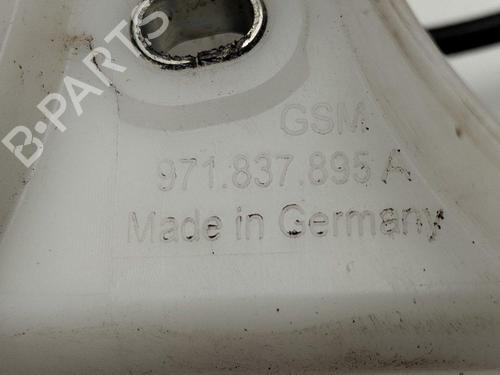 B-PARTS
GSM
971.837.895 A
Made in Germany